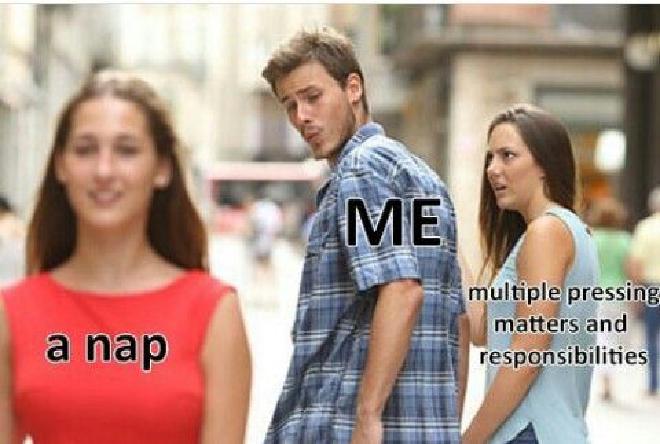 a nap
ME
multiple pressing
matters and
responsibilities